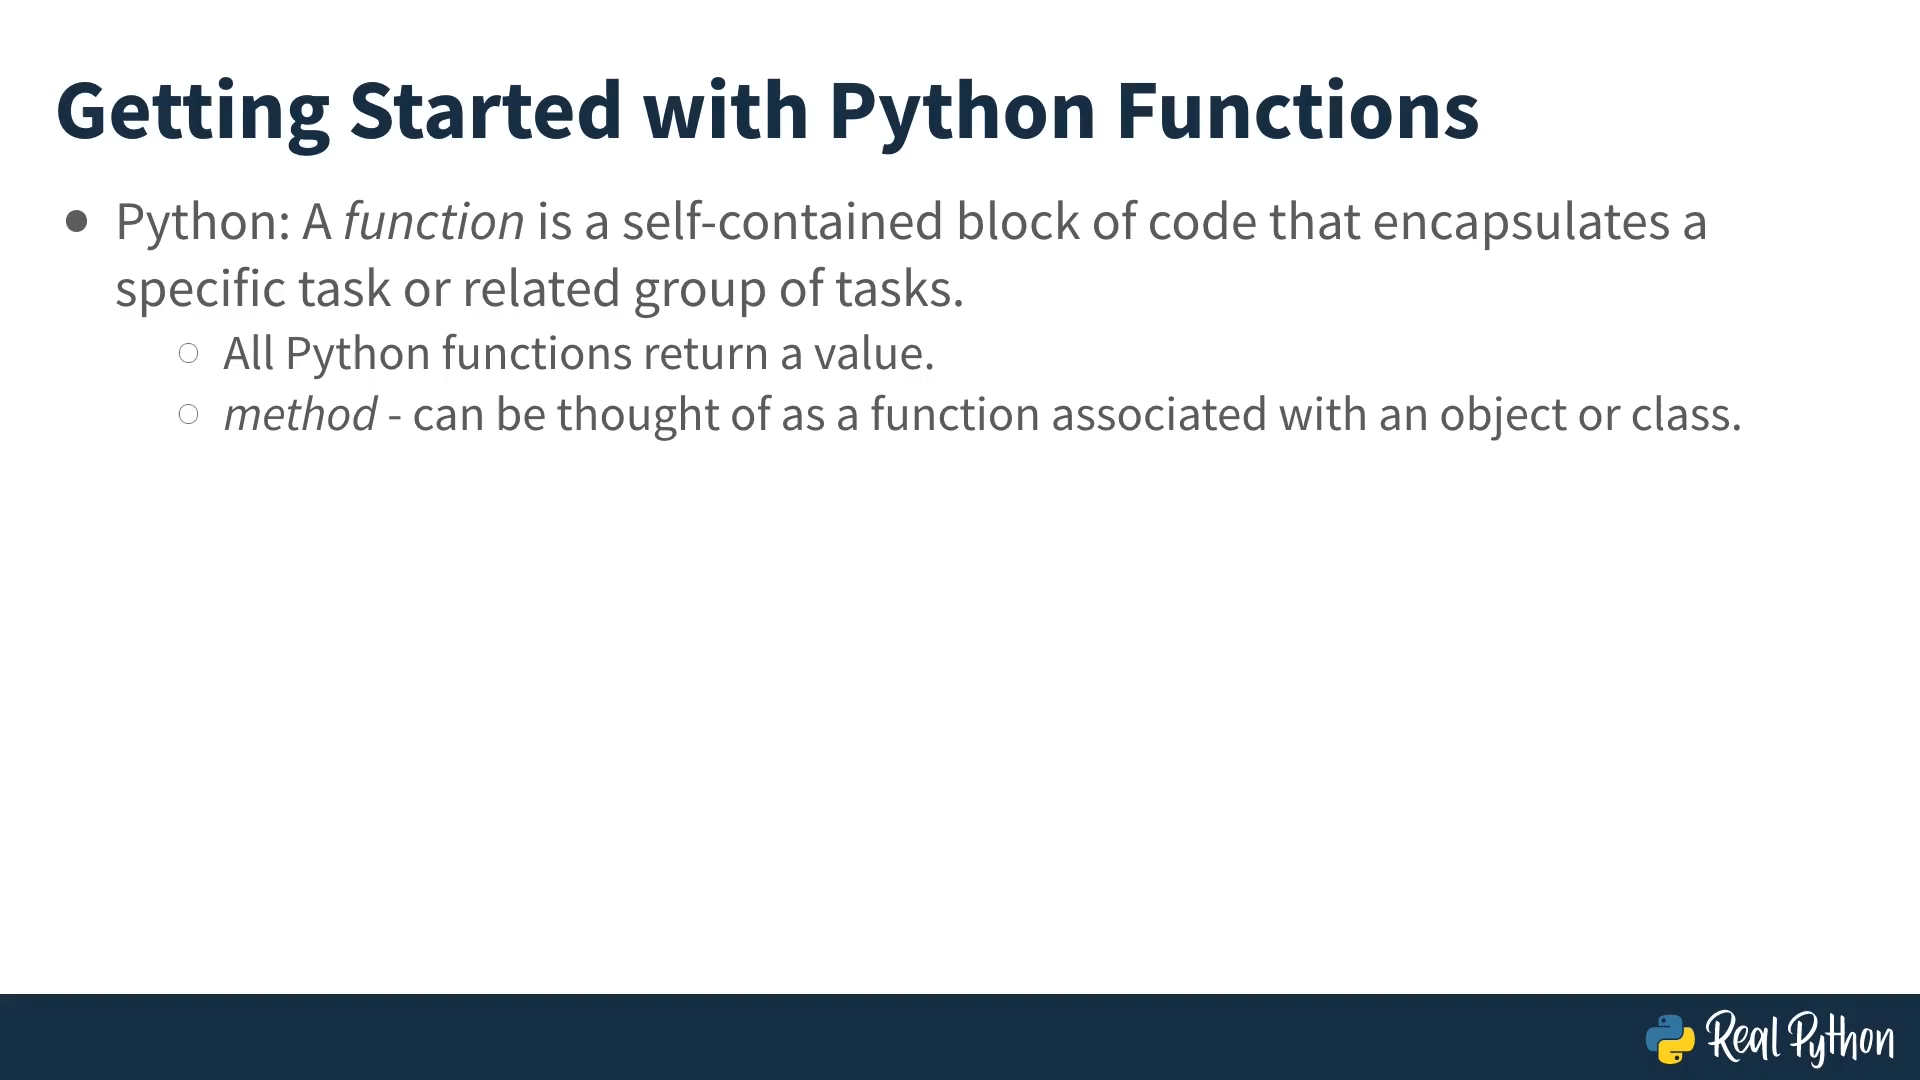 Getting Started with Python Functions
● Python: A function is a self-contained block of code that encapsulates a
specific task or related group of tasks.
○ All Python functions return a value.
○ method - can be thought of as a function associated with an object or class.
Real Python